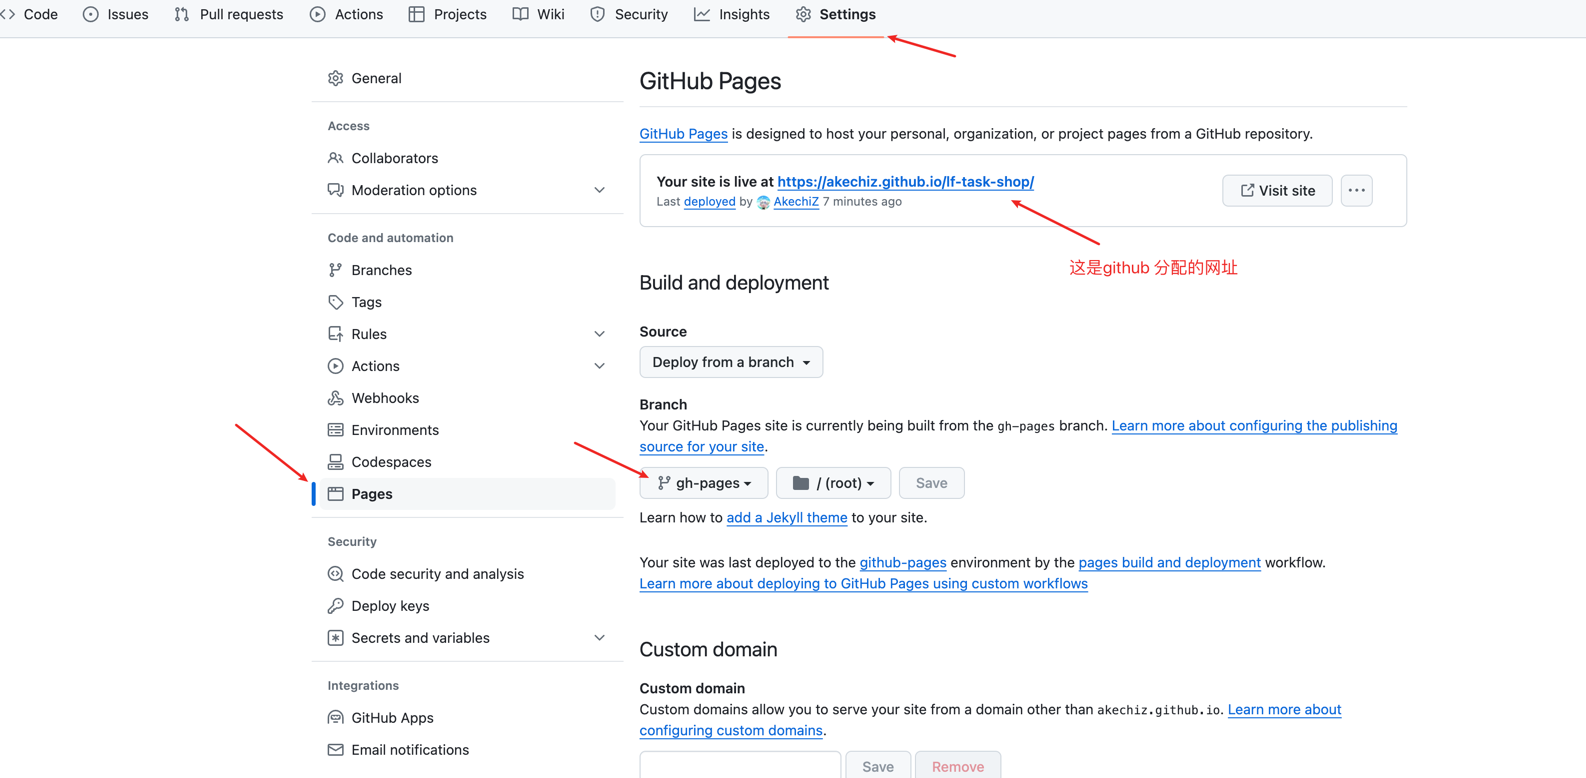 Code Issues Pull requests Actions Projects Wiki Security Insights Settings
General
Access
Collaborators
Moderation options
Code and automation
Branches
Tags
Rules
Actions
Webhooks
Environments
Codespaces
Pages
Security
Code security and analysis
Deploy keys
Secrets and variables
Integrations
GitHub Apps
Email notifications
GitHub Pages
GitHub Pages is designed to host your personal, organization, or project pages from a GitHub repository.
Your site is live at https://akechiz.github.io/lf-task-shop/
Last deployed by AkechiZ 7 minutes ago
Visit site
这是github 分配的网址
Build and deployment
Source
Deploy from a branch
Branch
Your GitHub Pages site is currently being built from the gh-pages branch. Learn more about configuring the publishing
source for your site.
gh-pages / (root) Save
Learn how to add a Jekyll theme to your site.
Your site was last deployed to the github-pages environment by the pages build and deployment workflow.
Learn more about deploying to GitHub Pages using custom workflows
Custom domain
Custom domain
Custom domains allow you to serve your site from a domain other than akechiz.github.io. Learn more about
configuring custom domains.
Save Remove